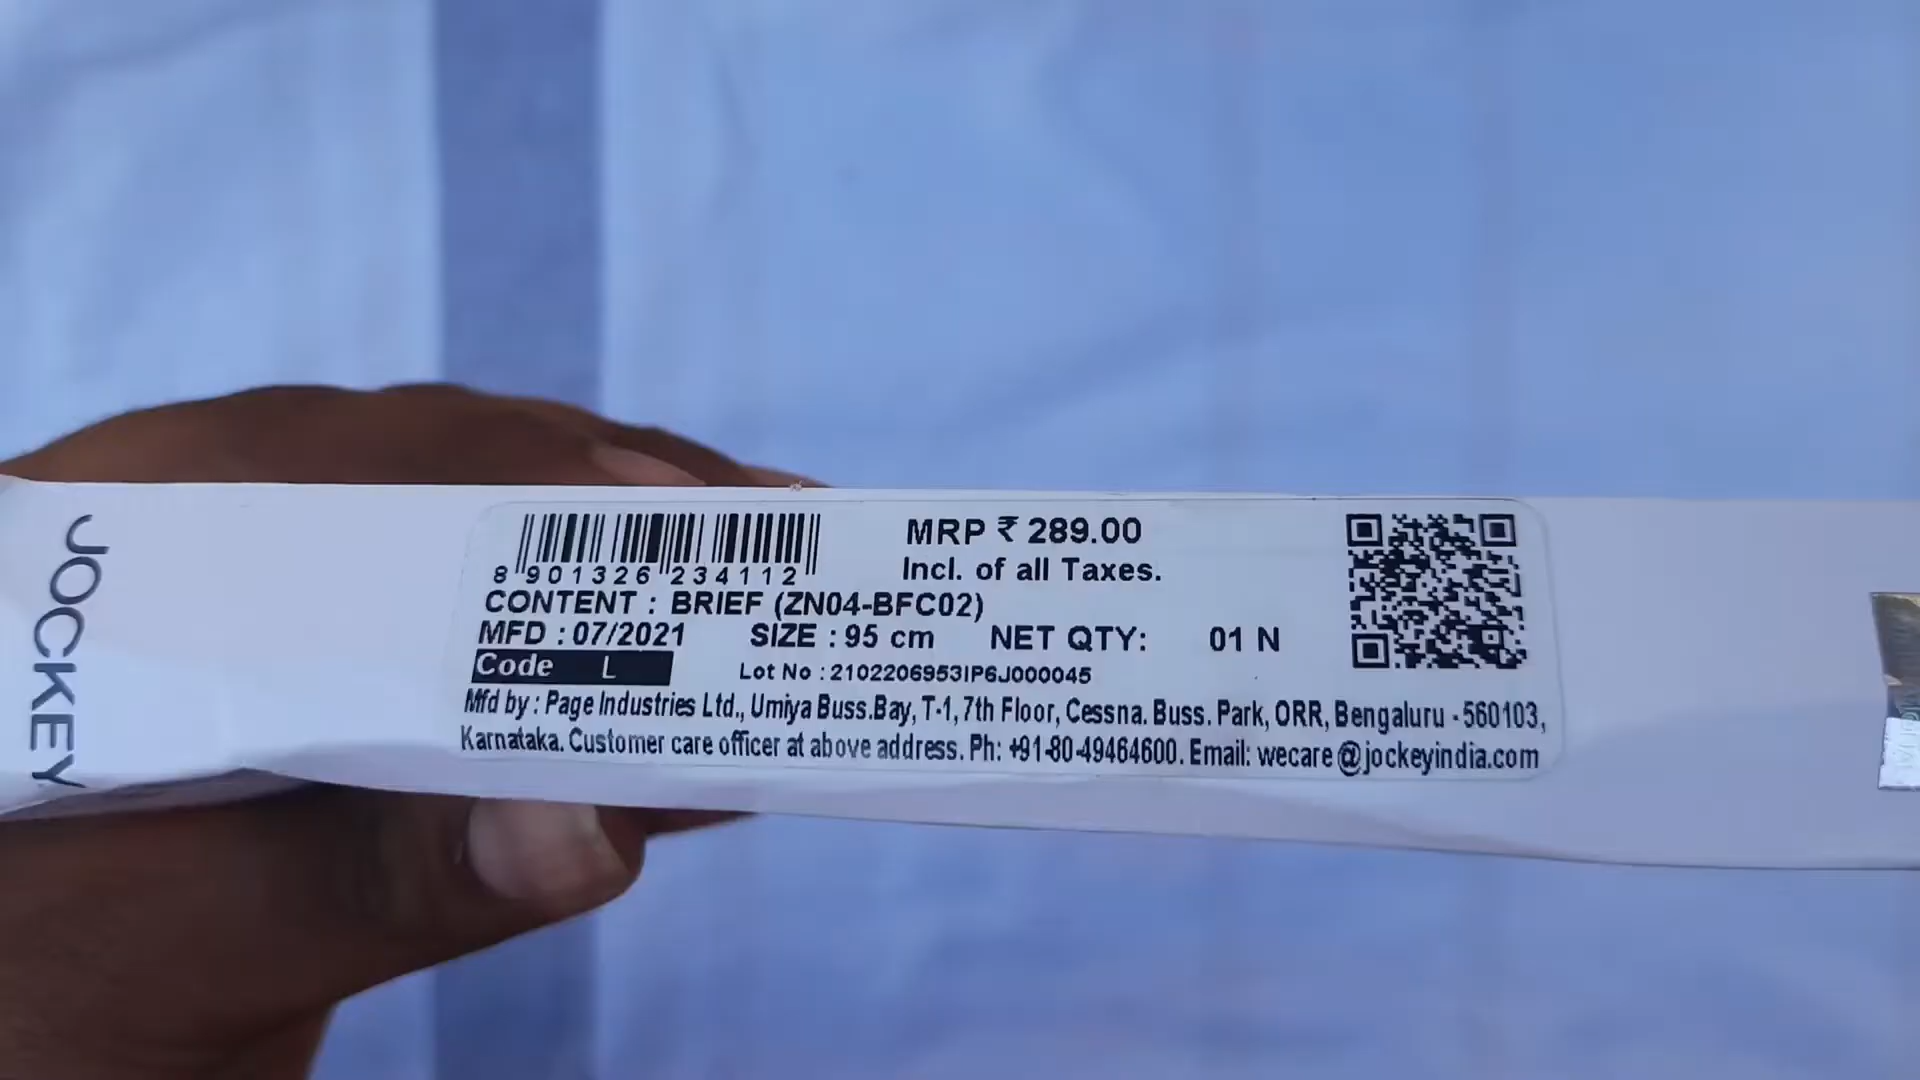 JOCKEY
8 901326 234112
MRP ₹ 289.00
Incl. of all Taxes.
CONTENT : BRIEF (ZN04-BFC02)
MFD : 07/2021 SIZE : 95 cm NET QTY: 01 N
Code L Lot No : 2102206953IP6J000045
Mfd by : Page Industries Ltd., Umiya Buss.Bay, T-1, 7th Floor, Cessna. Buss. Park, ORR, Bengaluru - 560103,
Karnataka. Customer care officer at above address. Ph: +91-80-49464600. Email: wecare@jockeyindia.com